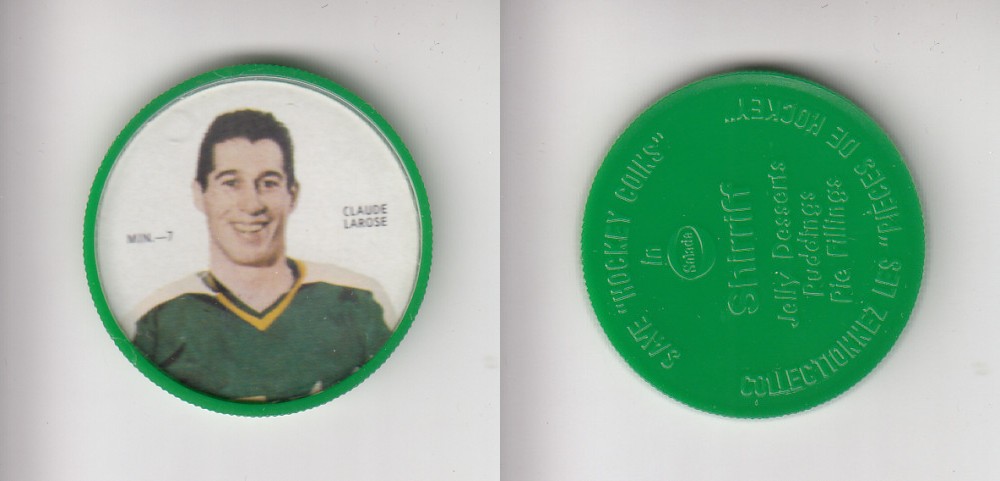 MIN.—7
CLAUDE
LAROSE
SAVE "HOCKEY COINS"
in
Salada
Shirriff
Jelly Desserts
Puddings
Pie Fillings
COLLECTIONNEZ LES "PIÈCES DE HOCKEY"